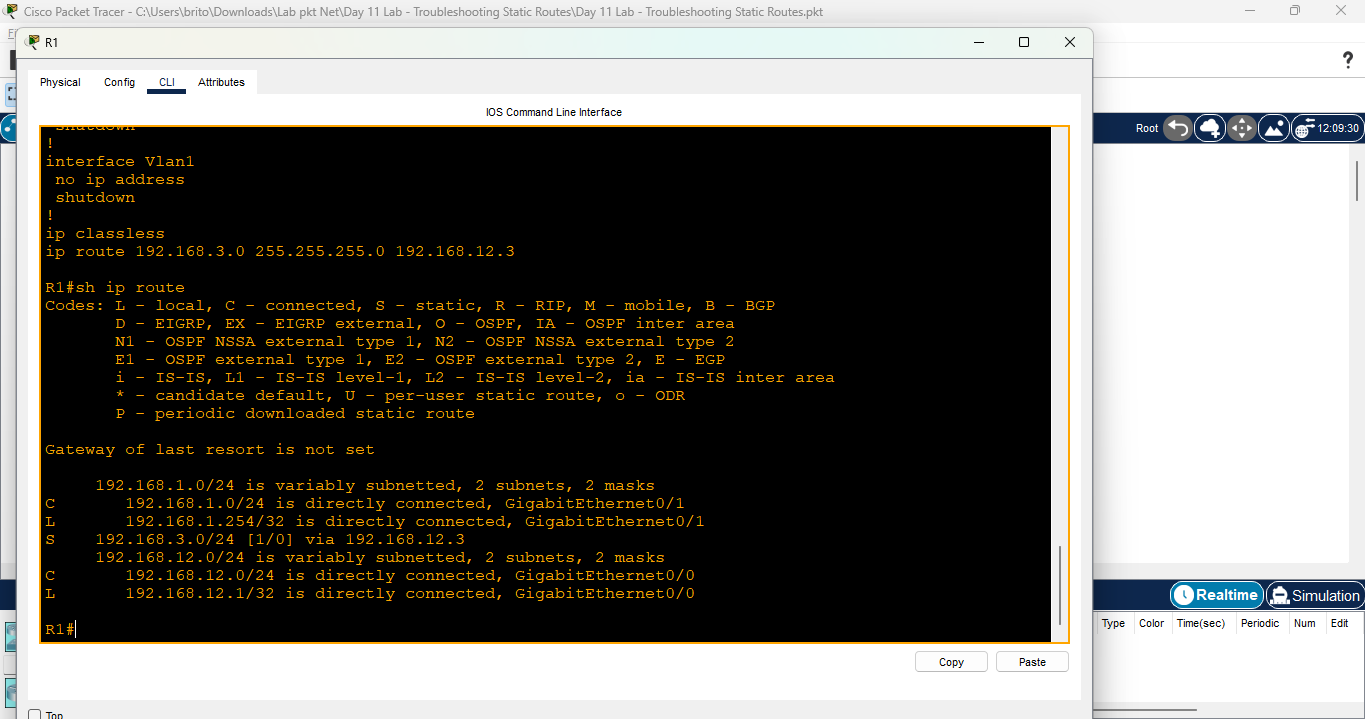 Cisco Packet Tracer - C:\Users\brito\Downloads\Lab pkt Net\Day 11 Lab - Troubleshooting Static Routes\Day 11 Lab - Troubleshooting Static Routes.pkt
R1
Physical Config CLI Attributes
IOS Command Line Interface
Root
12:09:30
shutdown
!
interface Vlan1
no ip address
shutdown
!
ip classless
ip route 192.168.3.0 255.255.255.0 192.168.12.3
R1#sh ip route
Codes: L - local, C - connected, S - static, R - RIP, M - mobile, B - BGP
D - EIGRP, EX - EIGRP external, O - OSPF, IA - OSPF inter area
N1 - OSPF NSSA external type 1, N2 - OSPF NSSA external type 2
E1 - OSPF external type 1, E2 - OSPF external type 2, E - EGP
i - IS-IS, L1 - IS-IS level-1, L2 - IS-IS level-2, ia - IS-IS inter area
* - candidate default, U - per-user static route, o - ODR
P - periodic downloaded static route
Gateway of last resort is not set
192.168.1.0/24 is variably subnetted, 2 subnets, 2 masks
C 192.168.1.0/24 is directly connected, GigabitEthernet0/1
L 192.168.1.254/32 is directly connected, GigabitEthernet0/1
S 192.168.3.0/24 [1/0] via 192.168.12.3
192.168.12.0/24 is variably subnetted, 2 subnets, 2 masks
C 192.168.12.0/24 is directly connected, GigabitEthernet0/0
L 192.168.12.1/32 is directly connected, GigabitEthernet0/0
R1#
Copy Paste
Top
Realtime Simulation
Type Color Time(sec) Periodic Num Edit